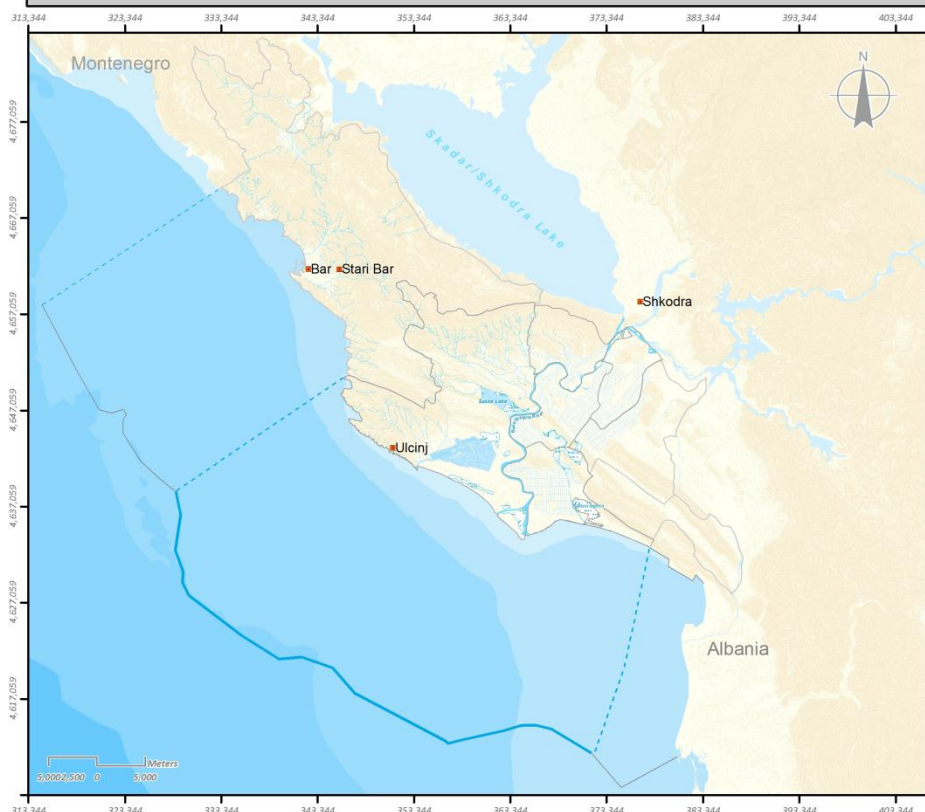 313,344 323,344 333,344 343,344 353,344 363,344 373,344 383,344 393,344 403,344
Montenegro
N
4,677,059
Skadar/Shkodra Lake
4,667,059
Bar
Stari Bar
Shkodra
4,657,059
4,647,059
Ulcinj
4,637,059
4,627,059
Albania
4,617,059
Meters
5,0002,500 0 5,000
313,344 323,344 333,344 343,344 353,344 363,344 373,344 383,344 393,344 403,344